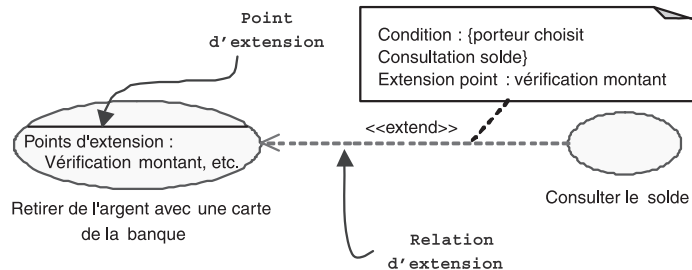 Point
d'extension
Condition : {porteur choisit
Consultation solde}
Extension point : vérification montant
<<extend>>
Points d'extension :
Vérification montant, etc.
Retirer de l'argent avec une carte
de la banque
Consulter le solde
Relation
d'extension